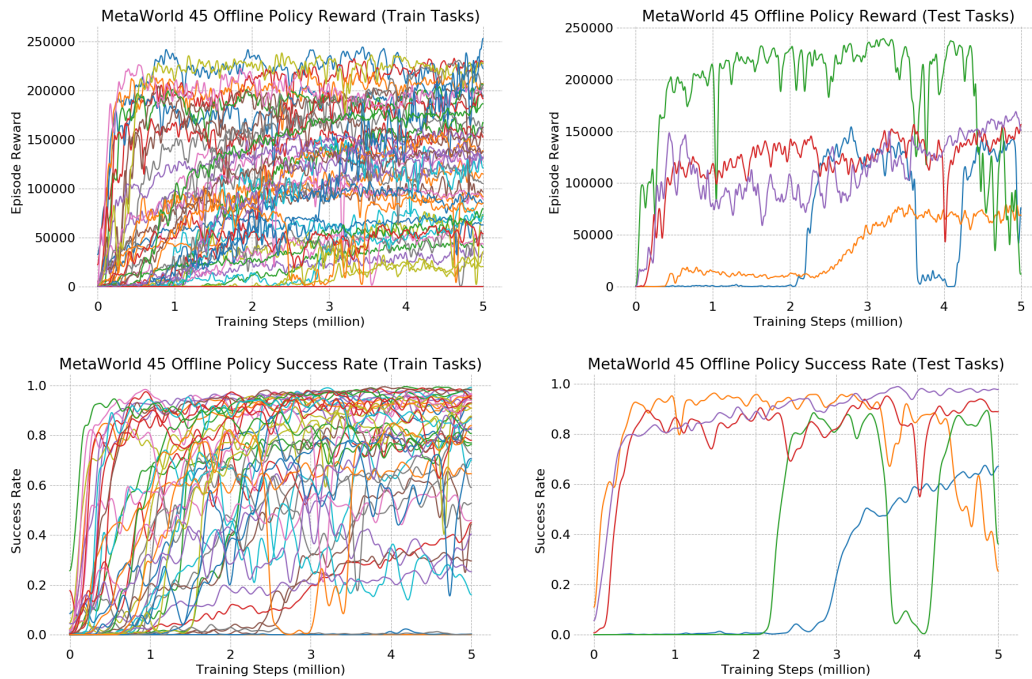 MetaWorld 45 Offline Policy Reward (Train Tasks)
250000
200000
150000
100000
50000
0
Episode Reward
0 1 2 3 4 5
Training Steps (million)
MetaWorld 45 Offline Policy Reward (Test Tasks)
250000
200000
150000
100000
50000
0
Episode Reward
0 1 2 3 4 5
Training Steps (million)
MetaWorld 45 Offline Policy Success Rate (Train Tasks)
1.0
0.8
0.6
0.4
0.2
0.0
Success Rate
0 1 2 3 4 5
Training Steps (million)
MetaWorld 45 Offline Policy Success Rate (Test Tasks)
1.0
0.8
0.6
0.4
0.2
0.0
Success Rate
0 1 2 3 4 5
Training Steps (million)